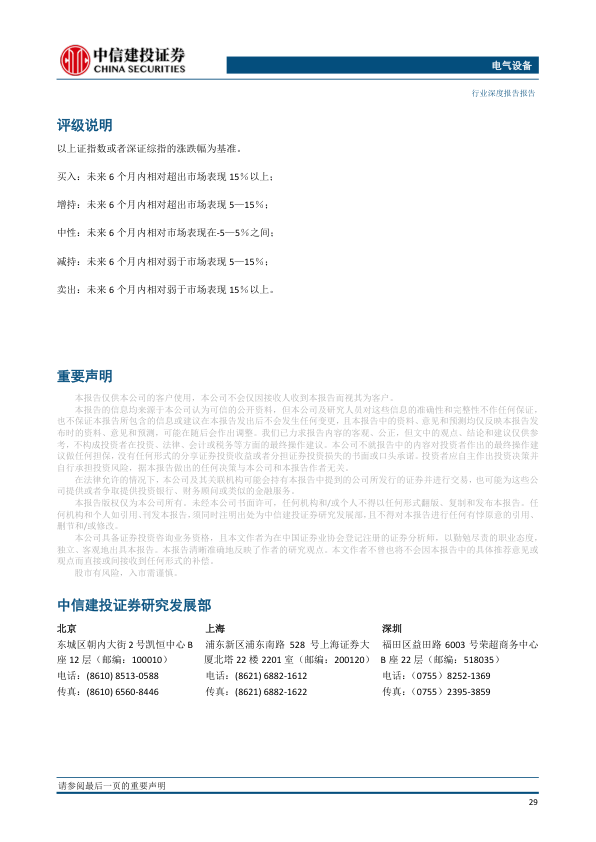 中信建投证券
CHINA SECURITIES
电气设备
行业深度报告报告
评级说明
以上证指数或者深证综指的涨跌幅为基准。
买入：未来 6 个月内相对超出市场表现 15％以上；
增持：未来 6 个月内相对超出市场表现 5—15％；
中性：未来 6 个月内相对市场表现在-5—5％之间；
减持：未来 6 个月内相对弱于市场表现 5—15％；
卖出：未来 6 个月内相对弱于市场表现 15％以上。
重要声明
本报告仅供本公司的客户使用，本公司不会仅因接收人收到本报告而视其为客户。
本报告的信息均来源于本公司认为可信的公开资料，但本公司及研究人员对这些信息的准确性和完整性不作任何保证，
也不保证本报告所包含的信息或建议在本报告发出后不会发生任何变更，且本报告中的资料、意见和预测均仅反映本报告发
布时的资料、意见和预测，可能在随后会作出调整。我们已力求报告内容的客观、公正，但文中的观点、结论和建议仅供参
考，不构成投资者在投资、法律、会计或税务等方面的最终操作建议。本公司不就报告中的内容对投资者作出的最终操作建
议做任何担保，没有任何形式的分享证券投资收益或者分担证券投资损失的书面或口头承诺。投资者应自主作出投资决策并
自行承担投资风险，据本报告做出的任何决策与本公司和本报告作者无关。
在法律允许的情况下，本公司及其关联机构可能会持有本报告中提到的公司所发行的证券并进行交易，也可能为这些公
司提供或者争取提供投资银行、财务顾问或类似的金融服务。
本报告版权仅为本公司所有。未经本公司书面许可，任何机构和/或个人不得以任何形式翻版、复制和发布本报告。任
何机构和个人如引用、刊发本报告，须同时注明出处为中信建投证券研究发展部，且不得对本报告进行任何有悖原意的引用、
删节和/或修改。
本公司具备证券投资咨询业务资格，且本文作者为在中国证券业协会登记注册的证券分析师，以勤勉尽责的职业态度，
独立、客观地出具本报告。本报告清晰准确地反映了作者的研究观点。本文作者不曾也将不会因本报告中的具体推荐意见或
观点而直接或间接收到任何形式的补偿。
股市有风险，入市需谨慎。
中信建投证券研究发展部
北京
东城区朝内大街 2 号凯恒中心 B
座 12 层（邮编：100010）
电话：(8610) 8513-0588
传真：(8610) 6560-8446
上海
浦东新区浦东南路 528 号上海证券大
厦北塔 22 楼 2201 室（邮编：200120）
电话：(8621) 6882-1612
传真：(8621) 6882-1622
深圳
福田区益田路 6003 号荣超商务中心
B 座 22 层（邮编：518035）
电话：（0755）8252-1369
传真：（0755）2395-3859
请参阅最后一页的重要声明
29